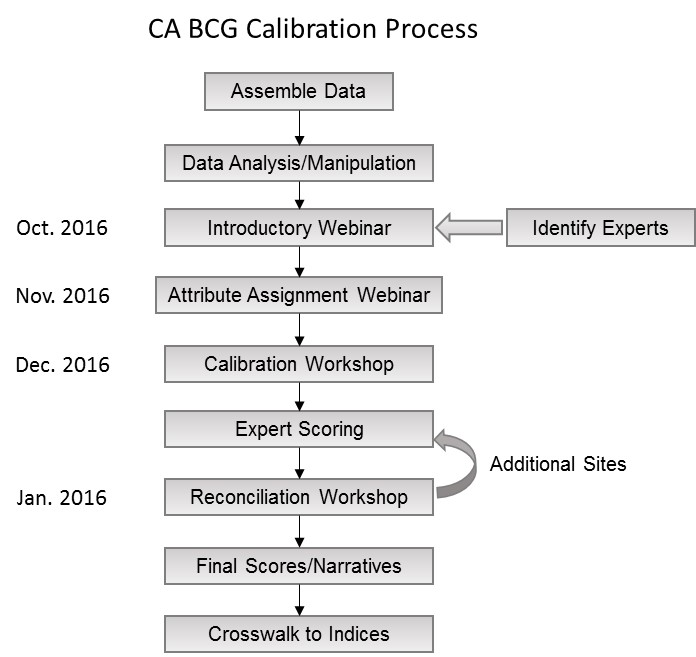 CA BCG Calibration Process
Assemble Data
Data Analysis/Manipulation
Oct. 2016
Introductory Webinar
Identify Experts
Nov. 2016
Attribute Assignment Webinar
Dec. 2016
Calibration Workshop
Expert Scoring
Additional Sites
Jan. 2016
Reconciliation Workshop
Final Scores/Narratives
Crosswalk to Indices